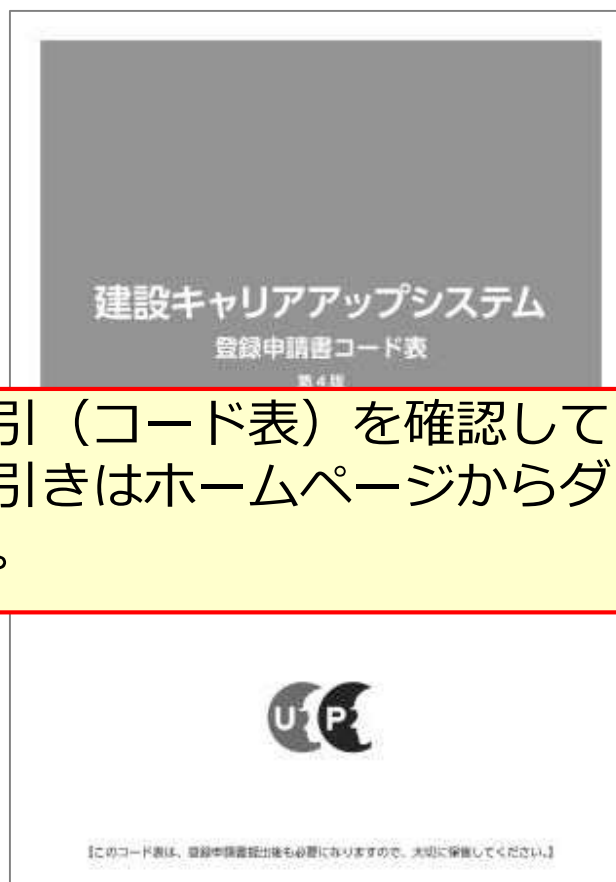 建設キャリアアップシステム
登録申請書コード表
第4版
引（コード表）を確認して
引きはホームページからダ
。
UP
【このコード表は、登録申請書提出後も必要になりますので、大切に保管してください。】